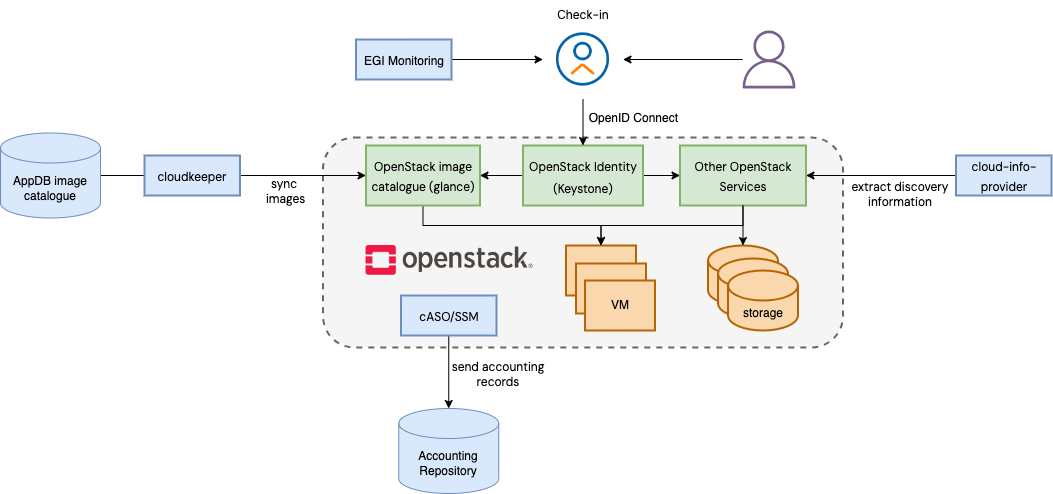 Check-in
EGI Monitoring
OpenID Connect
AppDB image
catalogue
cloudkeeper
sync
images
OpenStack image
catalogue (glance)
OpenStack Identity
(Keystone)
Other OpenStack
Services
extract discovery
information
cloud-info-
provider
openstack®
VM
storage
cASO/SSM
send accounting
records
Accounting
Repository